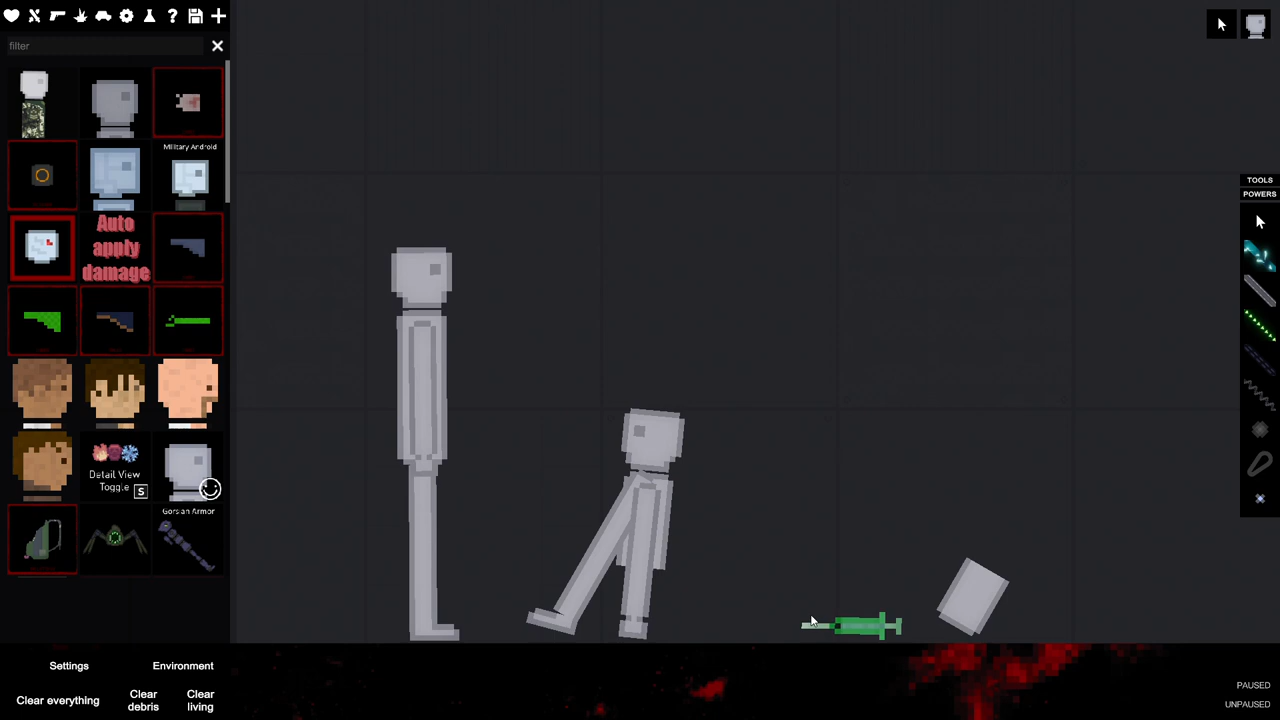 filter
Military Android
Auto
apply
damage
Detail View
Toggle
S
Gorsian Armor
TOOLS
POWERS
Settings
Environment
Clear everything
Clear
debris
Clear
living
PAUSED
UNPAUSED